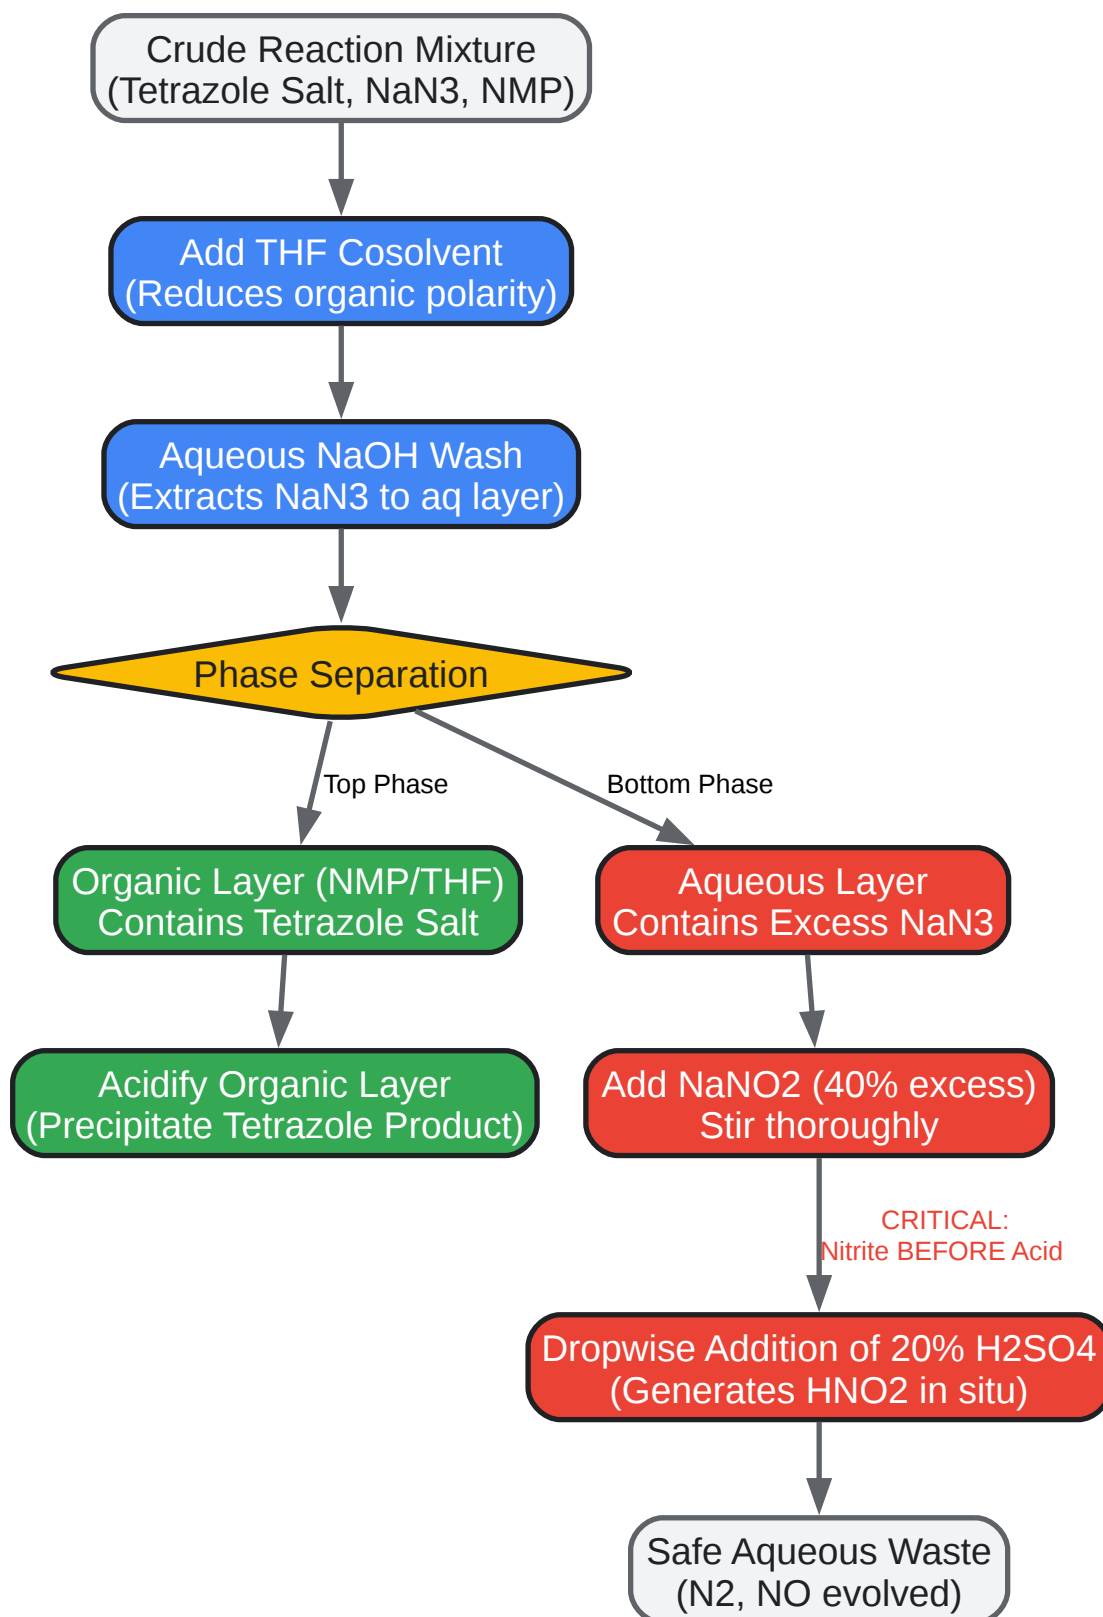 Crude Reaction Mixture
(Tetrazole Salt, NaN3, NMP)
Add THF Cosolvent
(Reduces organic polarity)
Aqueous NaOH Wash
(Extracts NaN3 to aq layer)
Phase Separation
Top Phase
Bottom Phase
Organic Layer (NMP/THF)
Contains Tetrazole Salt
Aqueous Layer
Contains Excess NaN3
Acidify Organic Layer
(Precipitate Tetrazole Product)
Add NaNO2 (40% excess)
Stir thoroughly
CRITICAL:
Nitrite BEFORE Acid
Dropwise Addition of 20% H2SO4
(Generates HNO2 in situ)
Safe Aqueous Waste
(N2, NO evolved)